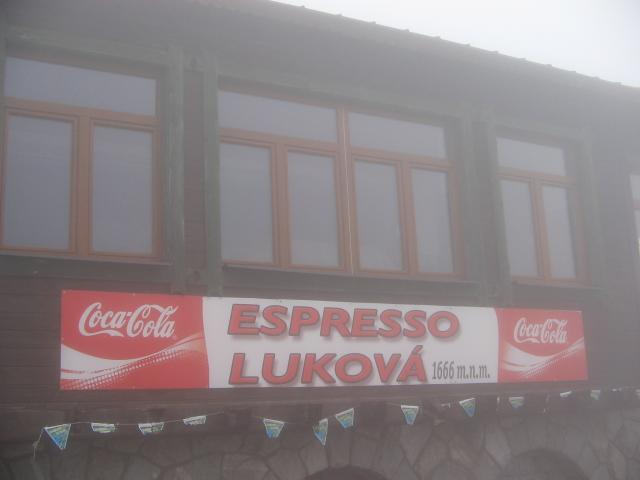 Coca-Cola
ESPRESSO
LUKOVÁ 1666 m.n.m.
Coca-Cola